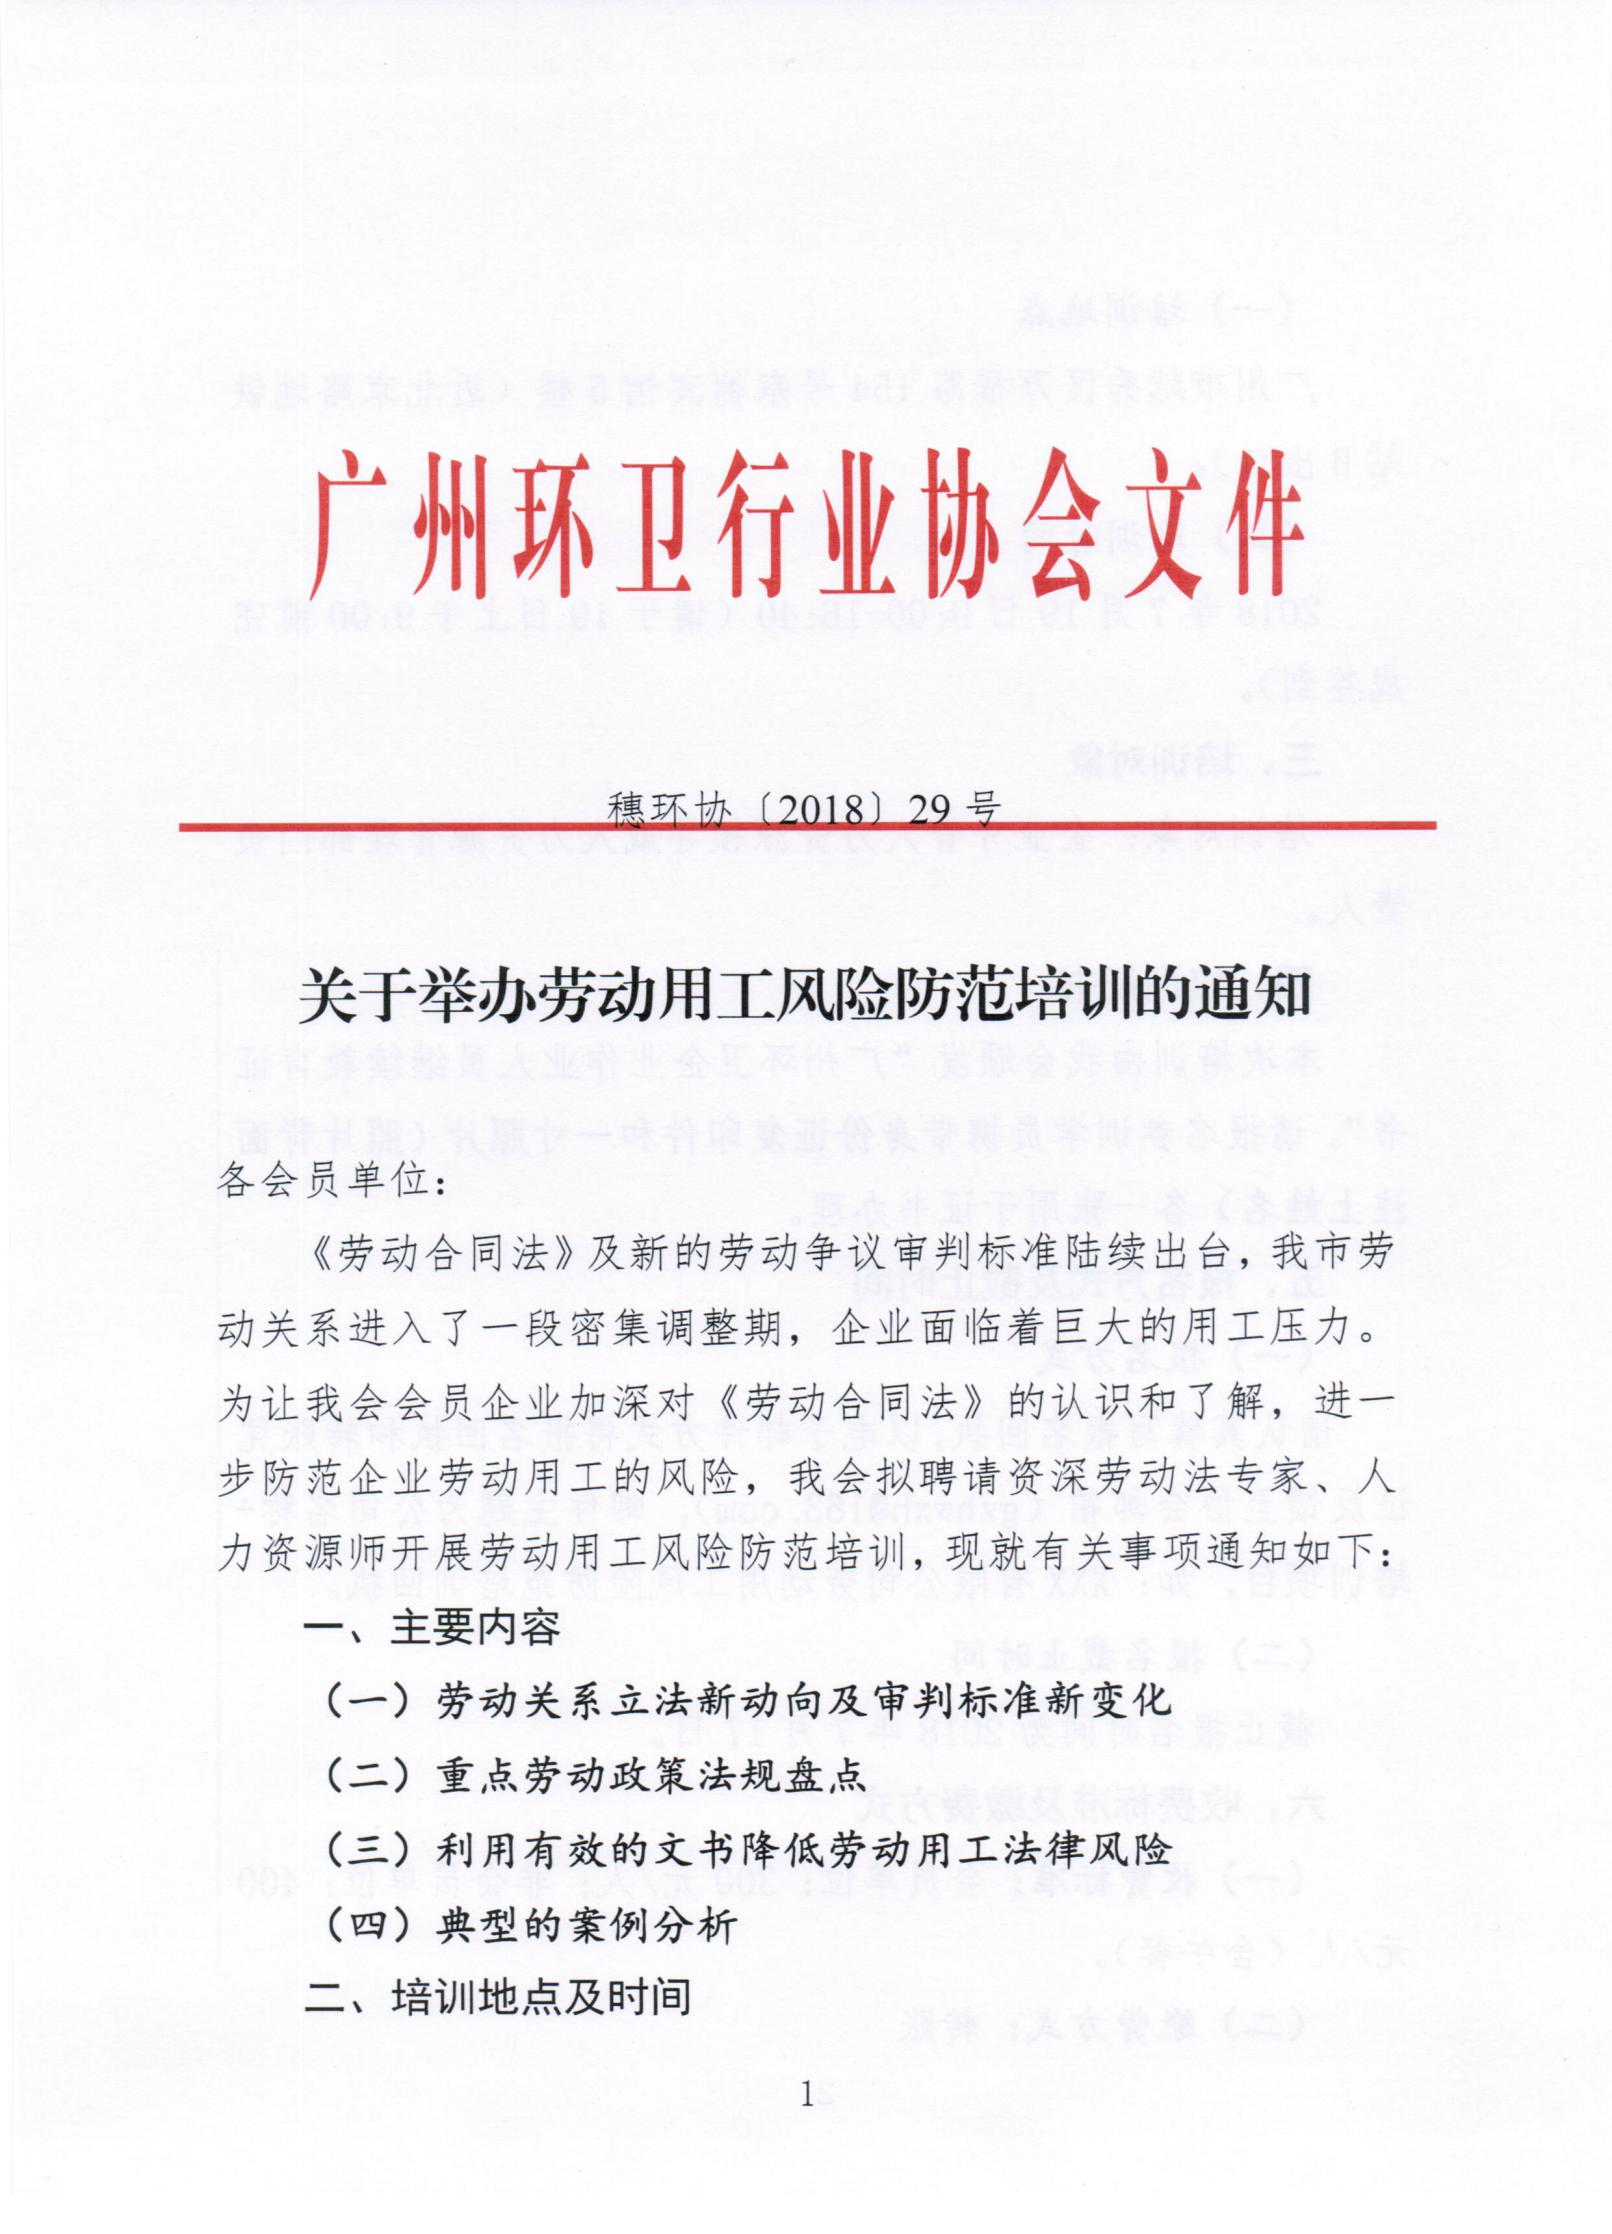 广州环卫行业协会文件
穗环协〔2018〕29号
关于举办劳动用工风险防范培训的通知
各会员单位：
《劳动合同法》及新的劳动争议审判标准陆续出台，我市劳
动关系进入了一段密集调整期，企业面临着巨大的用工压力。
为让我会会员企业加深对《劳动合同法》的认识和了解，进一
步防范企业劳动用工的风险，我会拟聘请资深劳动法专家、人
力资源师开展劳动用工风险防范培训，现就有关事项通知如下：
一、主要内容
（一）劳动关系立法新动向及审判标准新变化
（二）重点劳动政策法规盘点
（三）利用有效的文书降低劳动用工法律风险
（四）典型的案例分析
二、培训地点及时间
1